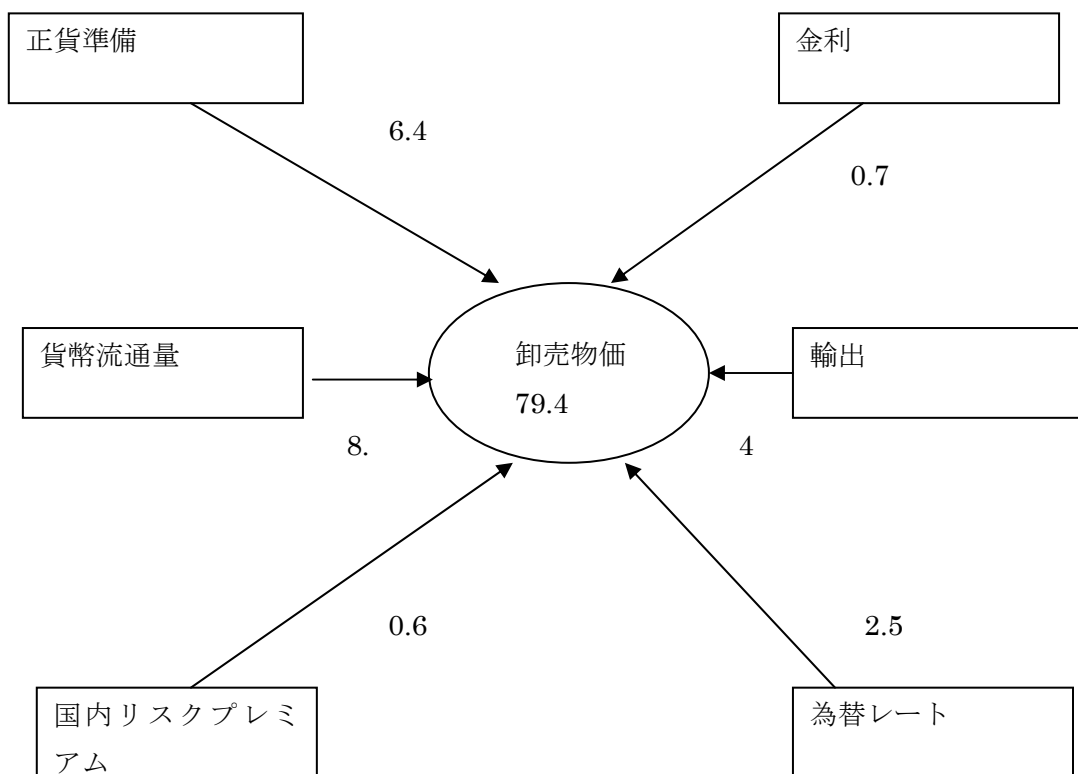 正貨準備
金利
6.4
0.7
貨幣流通量
卸売物価
79.4
輸出
8.
4
0.6
2.5
国内リスクプレミ
アム
為替レート